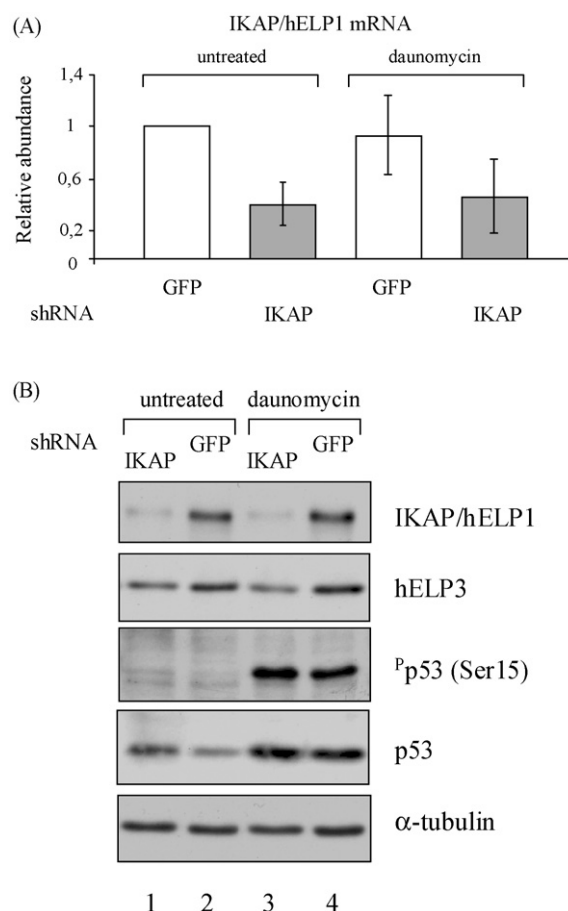 (A) IKAP/hELP1 mRNA
untreated daunomycin
Relative abundance
1,4
1
0,6
0,2
0
GFP GFP
shRNA IKAP IKAP
(B)
untreated daunomycin
shRNA IKAP GFP IKAP GFP
IKAP/hELP1
hELP3
Pp53 (Ser15)
p53
α-tubulin
1 2 3 4